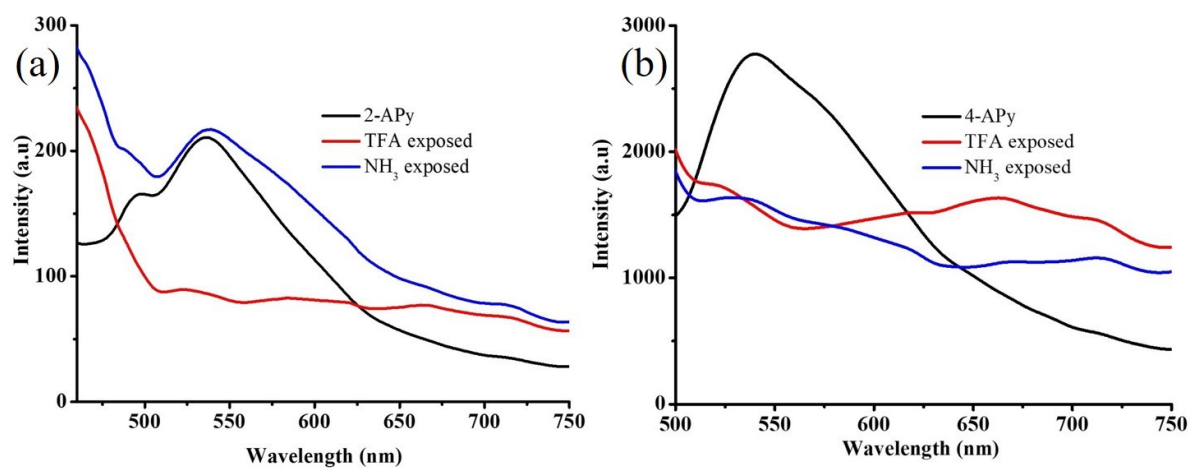 (a)
300
200
100
0
Intensity (a.u)
2-APy
TFA exposed
NH₃ exposed
500 550 600 650 700 750
Wavelength (nm)
(b)
3000
2000
1000
0
Intensity (a.u)
4-APy
TFA exposed
NH₃ exposed
500 550 600 650 700 750
Wavelength (nm)